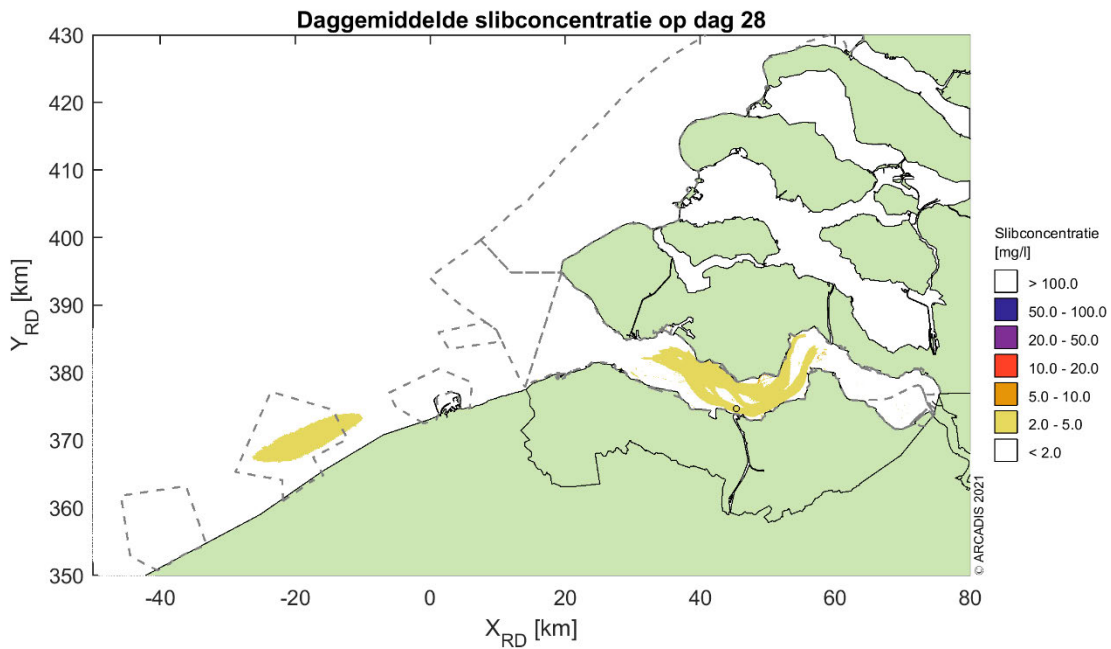 Daggemiddelde slibconcentratie op dag 28
430
420
410
400
390
380
370
360
350
Y_RD [km]
-40
-20
0
20
40
60
80
X_RD [km]
Slibconcentratie
[mg/l]
> 100.0
50.0 - 100.0
20.0 - 50.0
10.0 - 20.0
5.0 - 10.0
2.0 - 5.0
< 2.0
© ARCADIS 2021